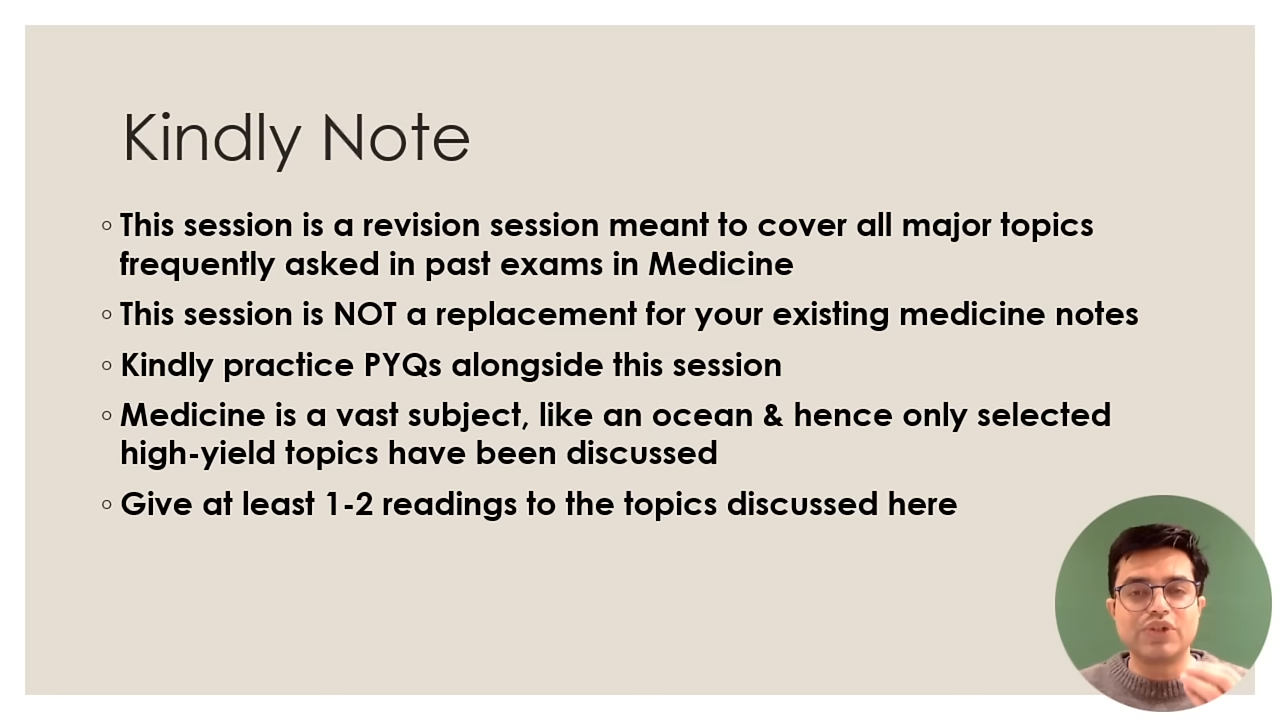 Kindly Note
◦ This session is a revision session meant to cover all major topics
frequently asked in past exams in Medicine
◦ This session is NOT a replacement for your existing medicine notes
◦ Kindly practice PYQs alongside this session
◦ Medicine is a vast subject, like an ocean & hence only selected
high-yield topics have been discussed
◦ Give at least 1-2 readings to the topics discussed here